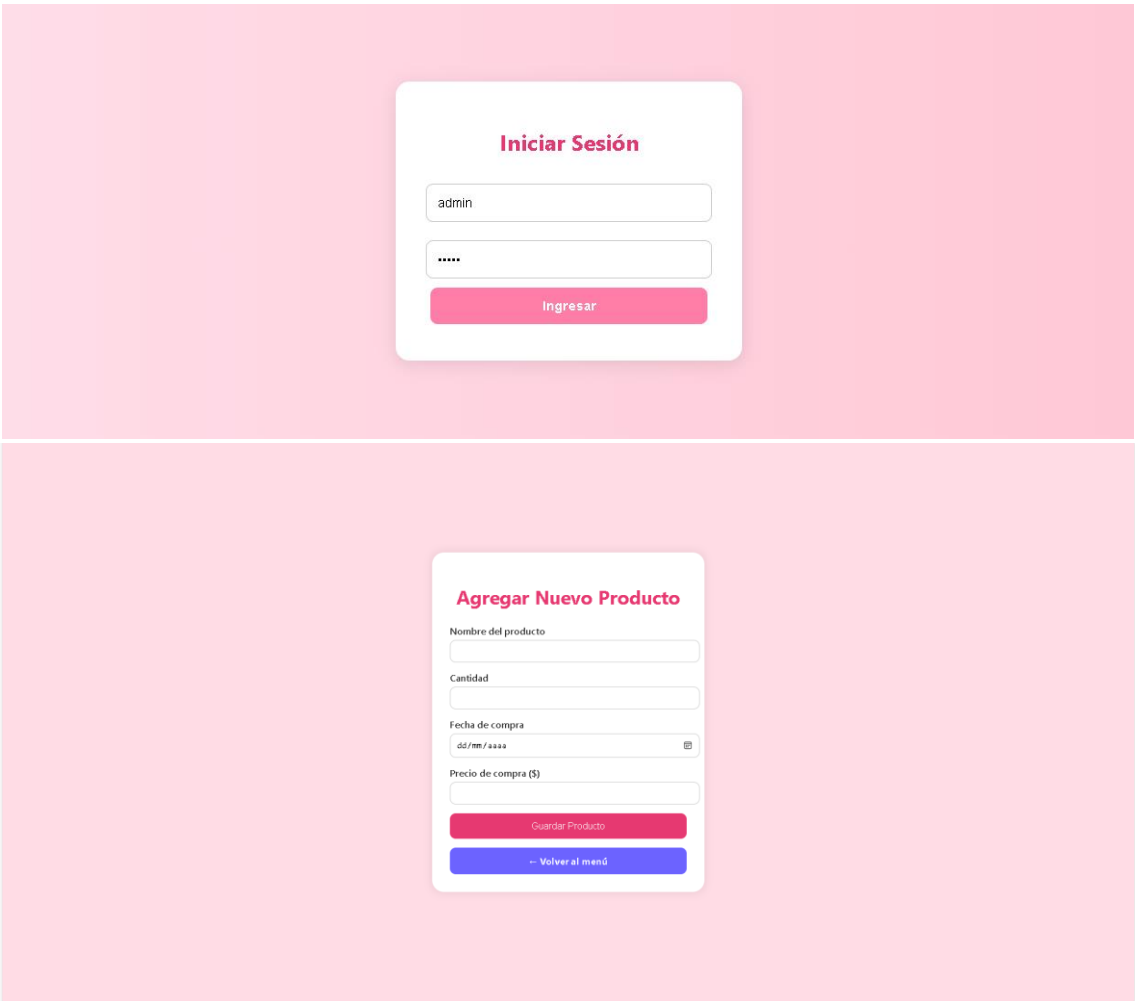 Iniciar Sesión
admin
•••••
Ingresar
Agregar Nuevo Producto
Nombre del producto
Cantidad
Fecha de compra
dd/mm/aaaa
Precio de compra ($)
Guardar Producto
← Volver al menú